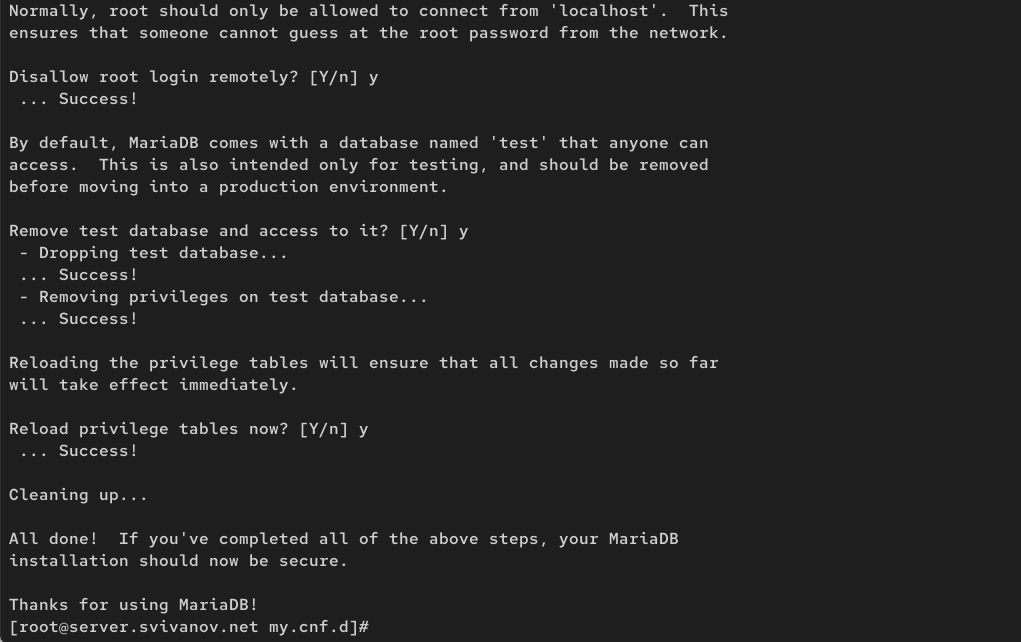 Normally, root should only be allowed to connect from 'localhost'.  This
ensures that someone cannot guess at the root password from the network.

Disallow root login remotely? [Y/n] y
 ... Success!

By default, MariaDB comes with a database named 'test' that anyone can
access.  This is also intended only for testing, and should be removed
before moving into a production environment.

Remove test database and access to it? [Y/n] y
 - Dropping test database...
 ... Success!
 - Removing privileges on test database...
 ... Success!

Reloading the privilege tables will ensure that all changes made so far
will take effect immediately.

Reload privilege tables now? [Y/n] y
 ... Success!

Cleaning up...

All done!  If you've completed all of the above steps, your MariaDB
installation should now be secure.

Thanks for using MariaDB!
[root@server.svivanov.net my.cnf.d]#